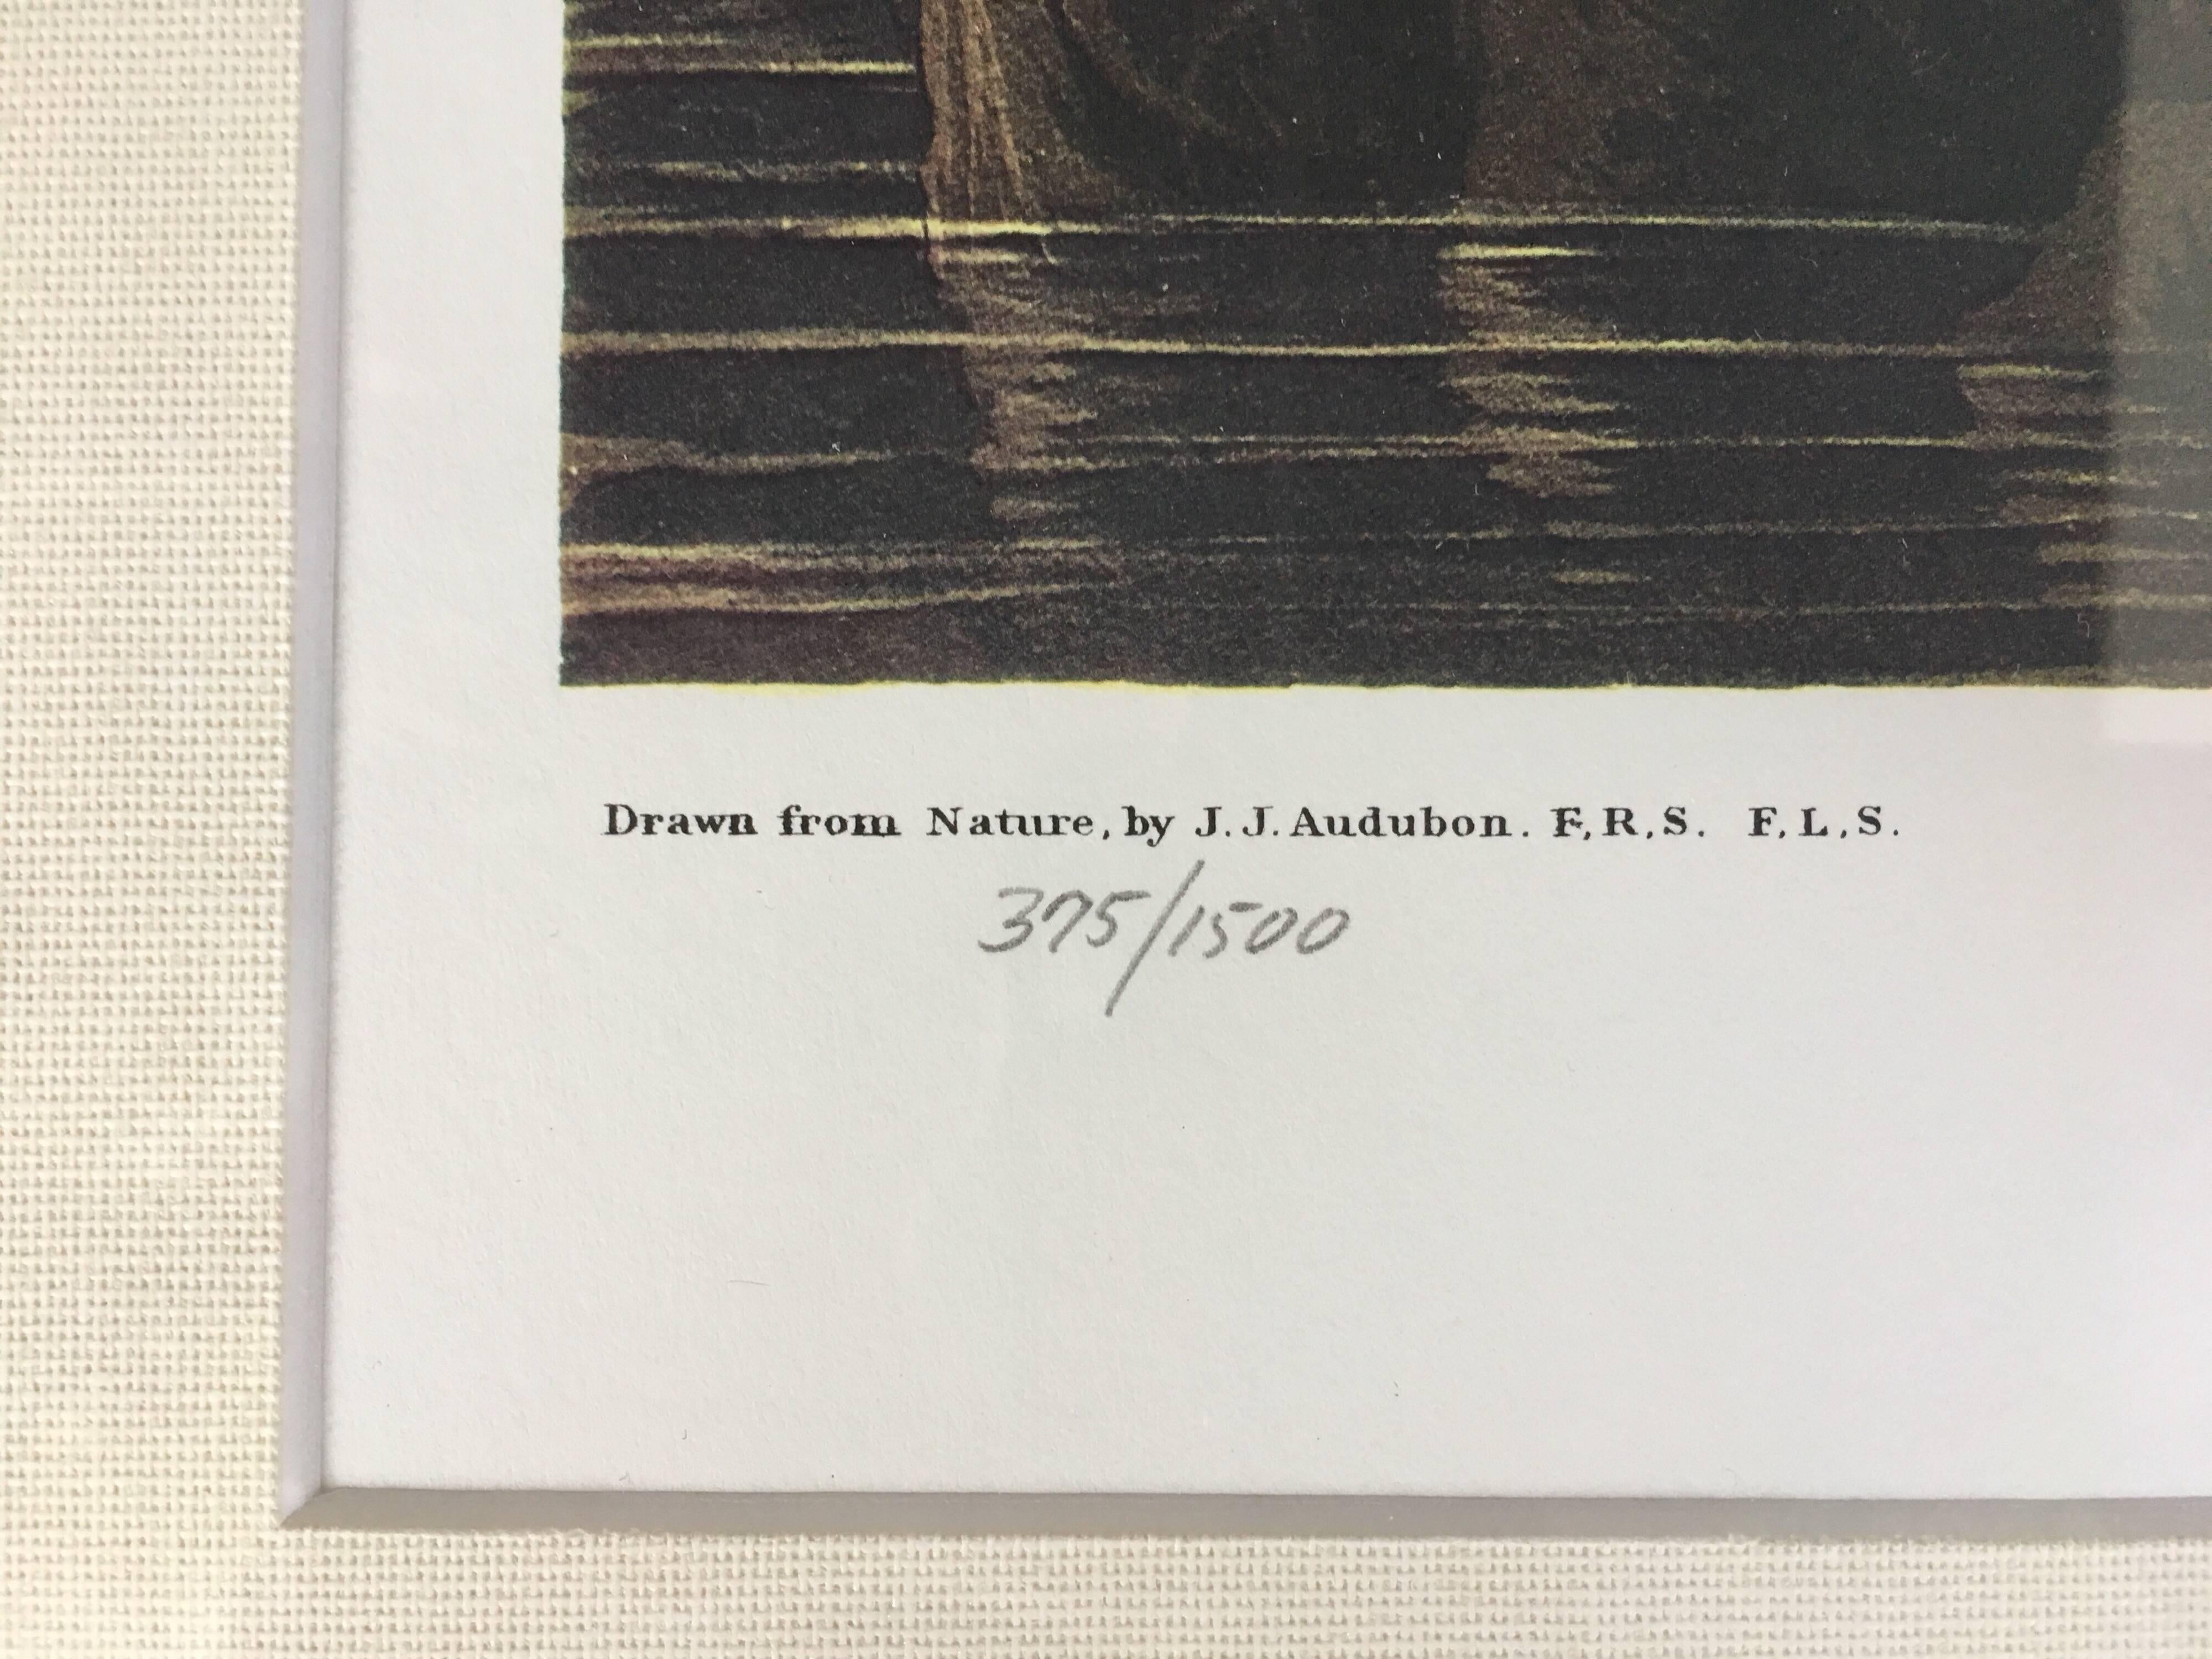 Drawn from Nature, by J. J. Audubon. F, R, S. F, L, S.
375/1500